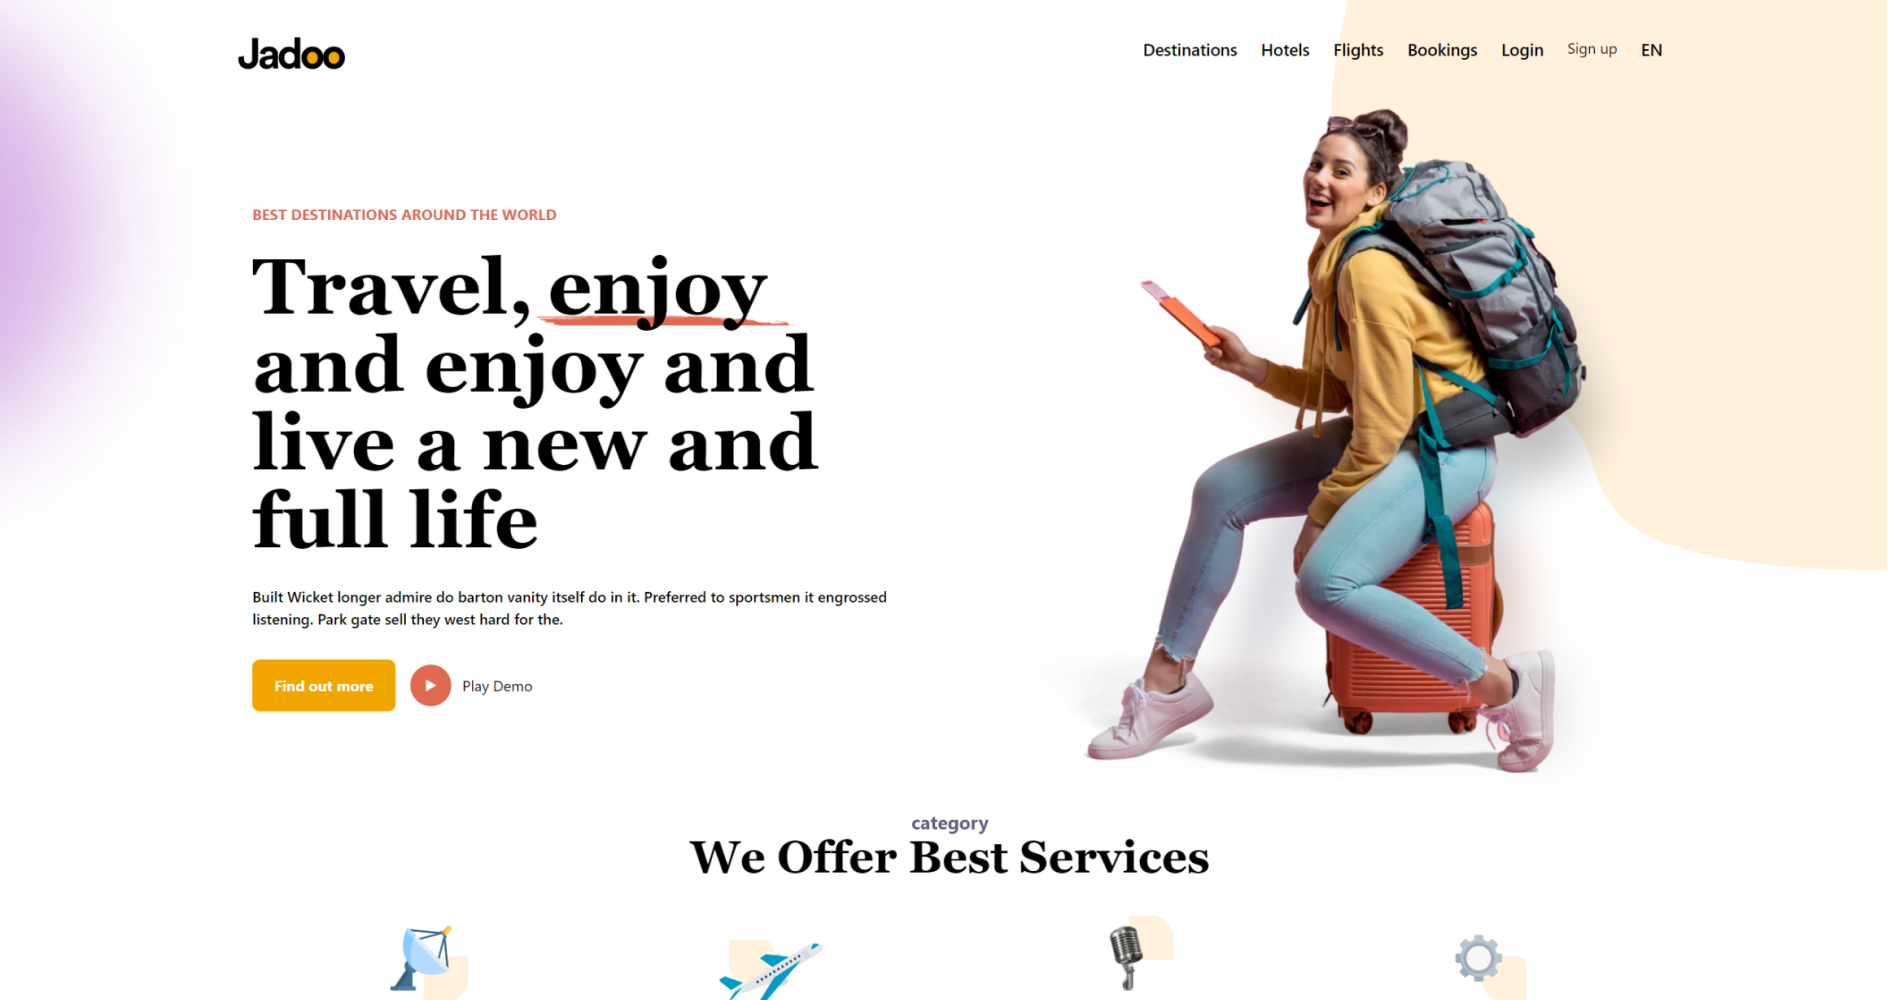 Jadoo
Destinations Hotels Flights Bookings Login Sign up EN
BEST DESTINATIONS AROUND THE WORLD
Travel, enjoy
and enjoy and
live a new and
full life
Built Wicket longer admire do barton vanity itself do in it. Preferred to sportsmen it engrossed
listening. Park gate sell they west hard for the.
Find out more
Play Demo
category
We Offer Best Services